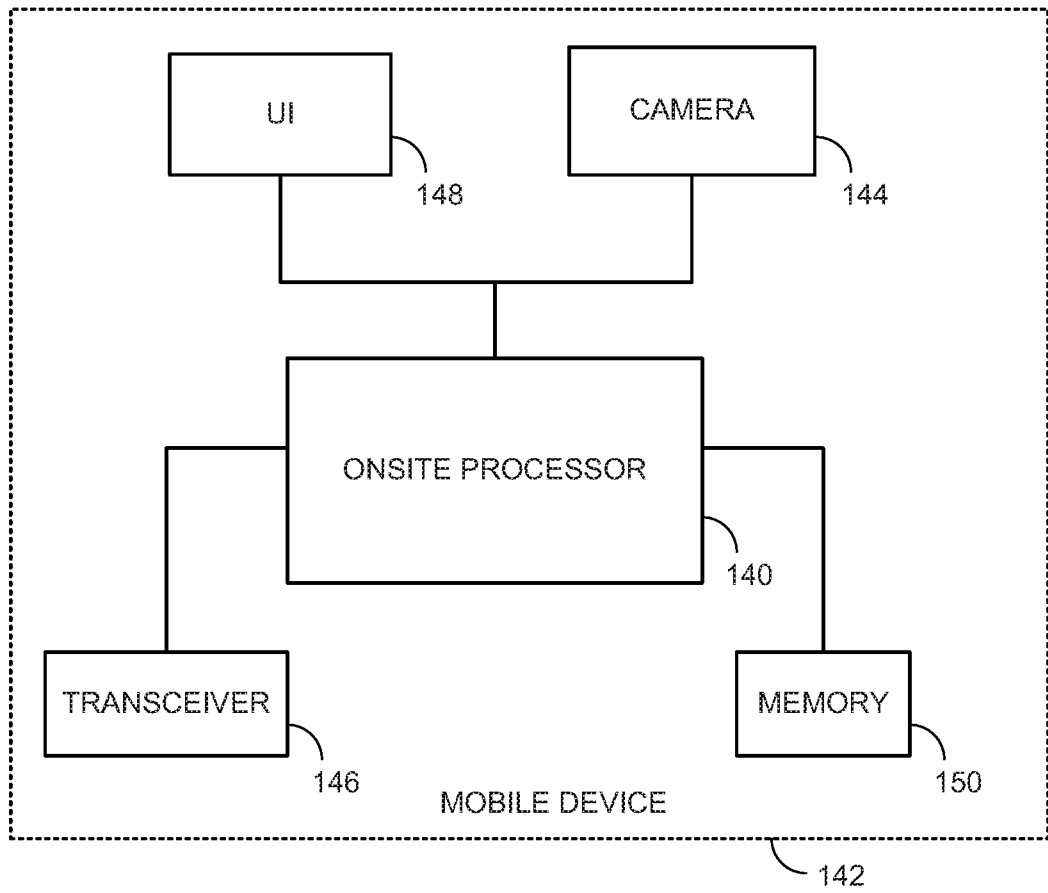 UI
CAMERA
148
144
ONSITE PROCESSOR
140
TRANSCEIVER
MEMORY
146
150
MOBILE DEVICE
142